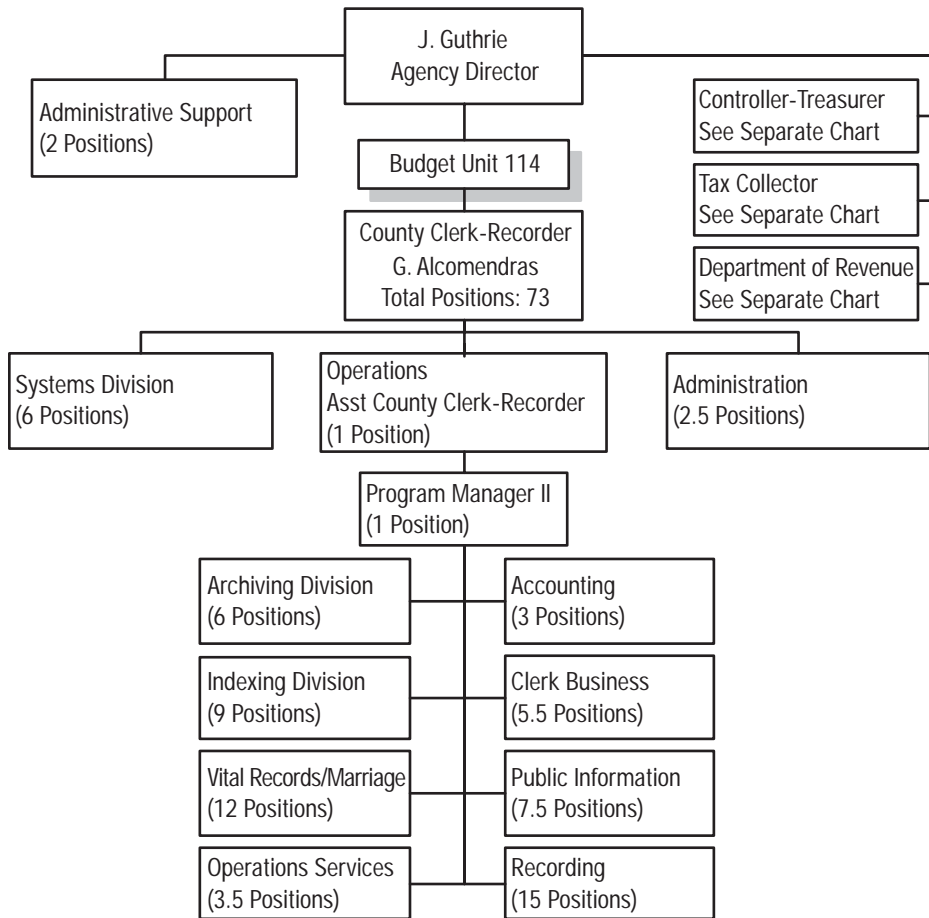 J. Guthrie
Agency Director
Administrative Support
(2 Positions)
Controller-Treasurer
See Separate Chart
Budget Unit 114
Tax Collector
See Separate Chart
County Clerk-Recorder
G. Alcomendras
Total Positions: 73
Department of Revenue
See Separate Chart
Systems Division
(6 Positions)
Operations
Asst County Clerk-Recorder
(1 Position)
Administration
(2.5 Positions)
Program Manager II
(1 Position)
Archiving Division
(6 Positions)
Accounting
(3 Positions)
Indexing Division
(9 Positions)
Clerk Business
(5.5 Positions)
Vital Records/Marriage
(12 Positions)
Public Information
(7.5 Positions)
Operations Services
(3.5 Positions)
Recording
(15 Positions)